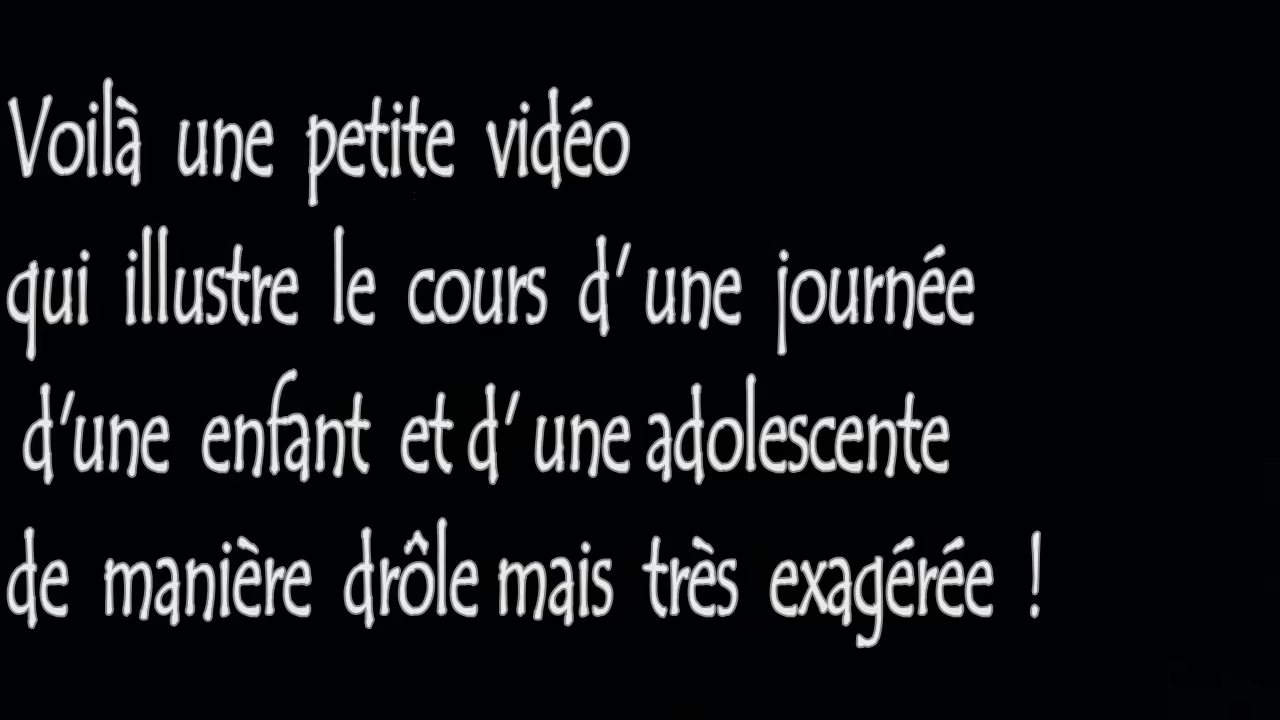 Voilà une petite vidéo
qui illustre le cours d' une journée
d'une enfant et d' une adolescente
de manière drôle mais très exagérée !